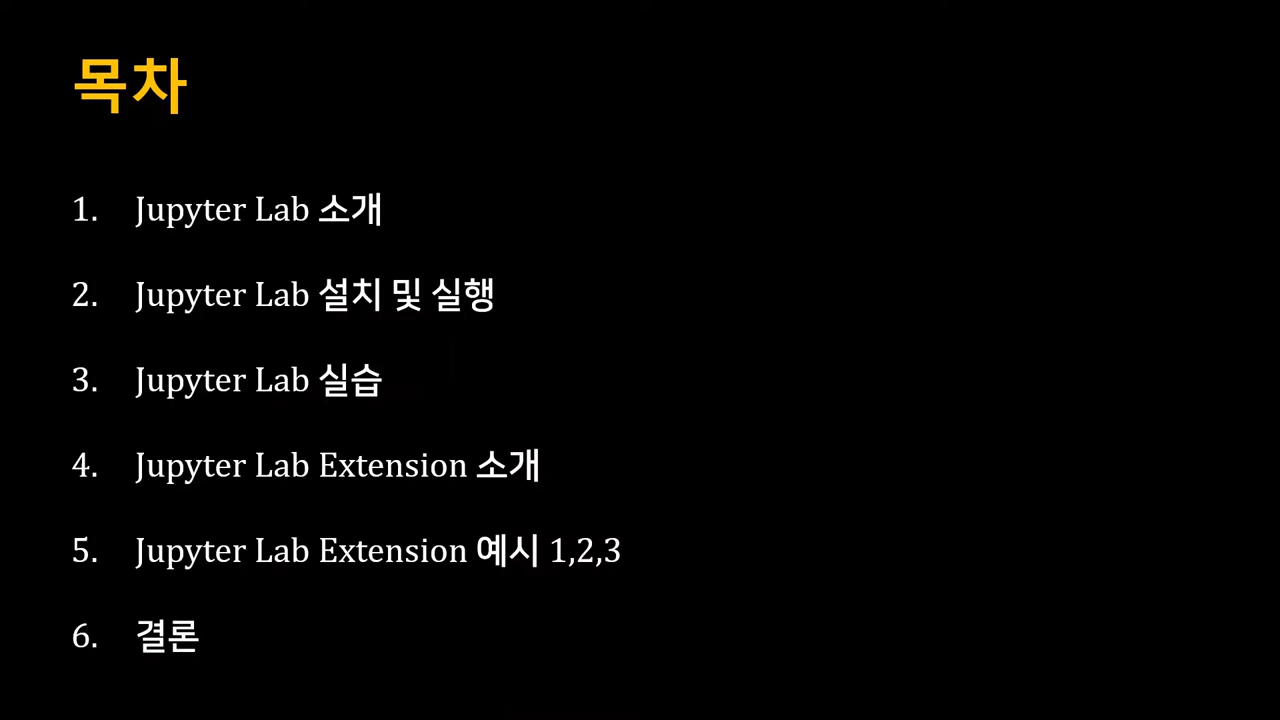 목차
1. Jupyter Lab 소개
2. Jupyter Lab 설치 및 실행
3. Jupyter Lab 실습
4. Jupyter Lab Extension 소개
5. Jupyter Lab Extension 예시 1,2,3
6. 결론